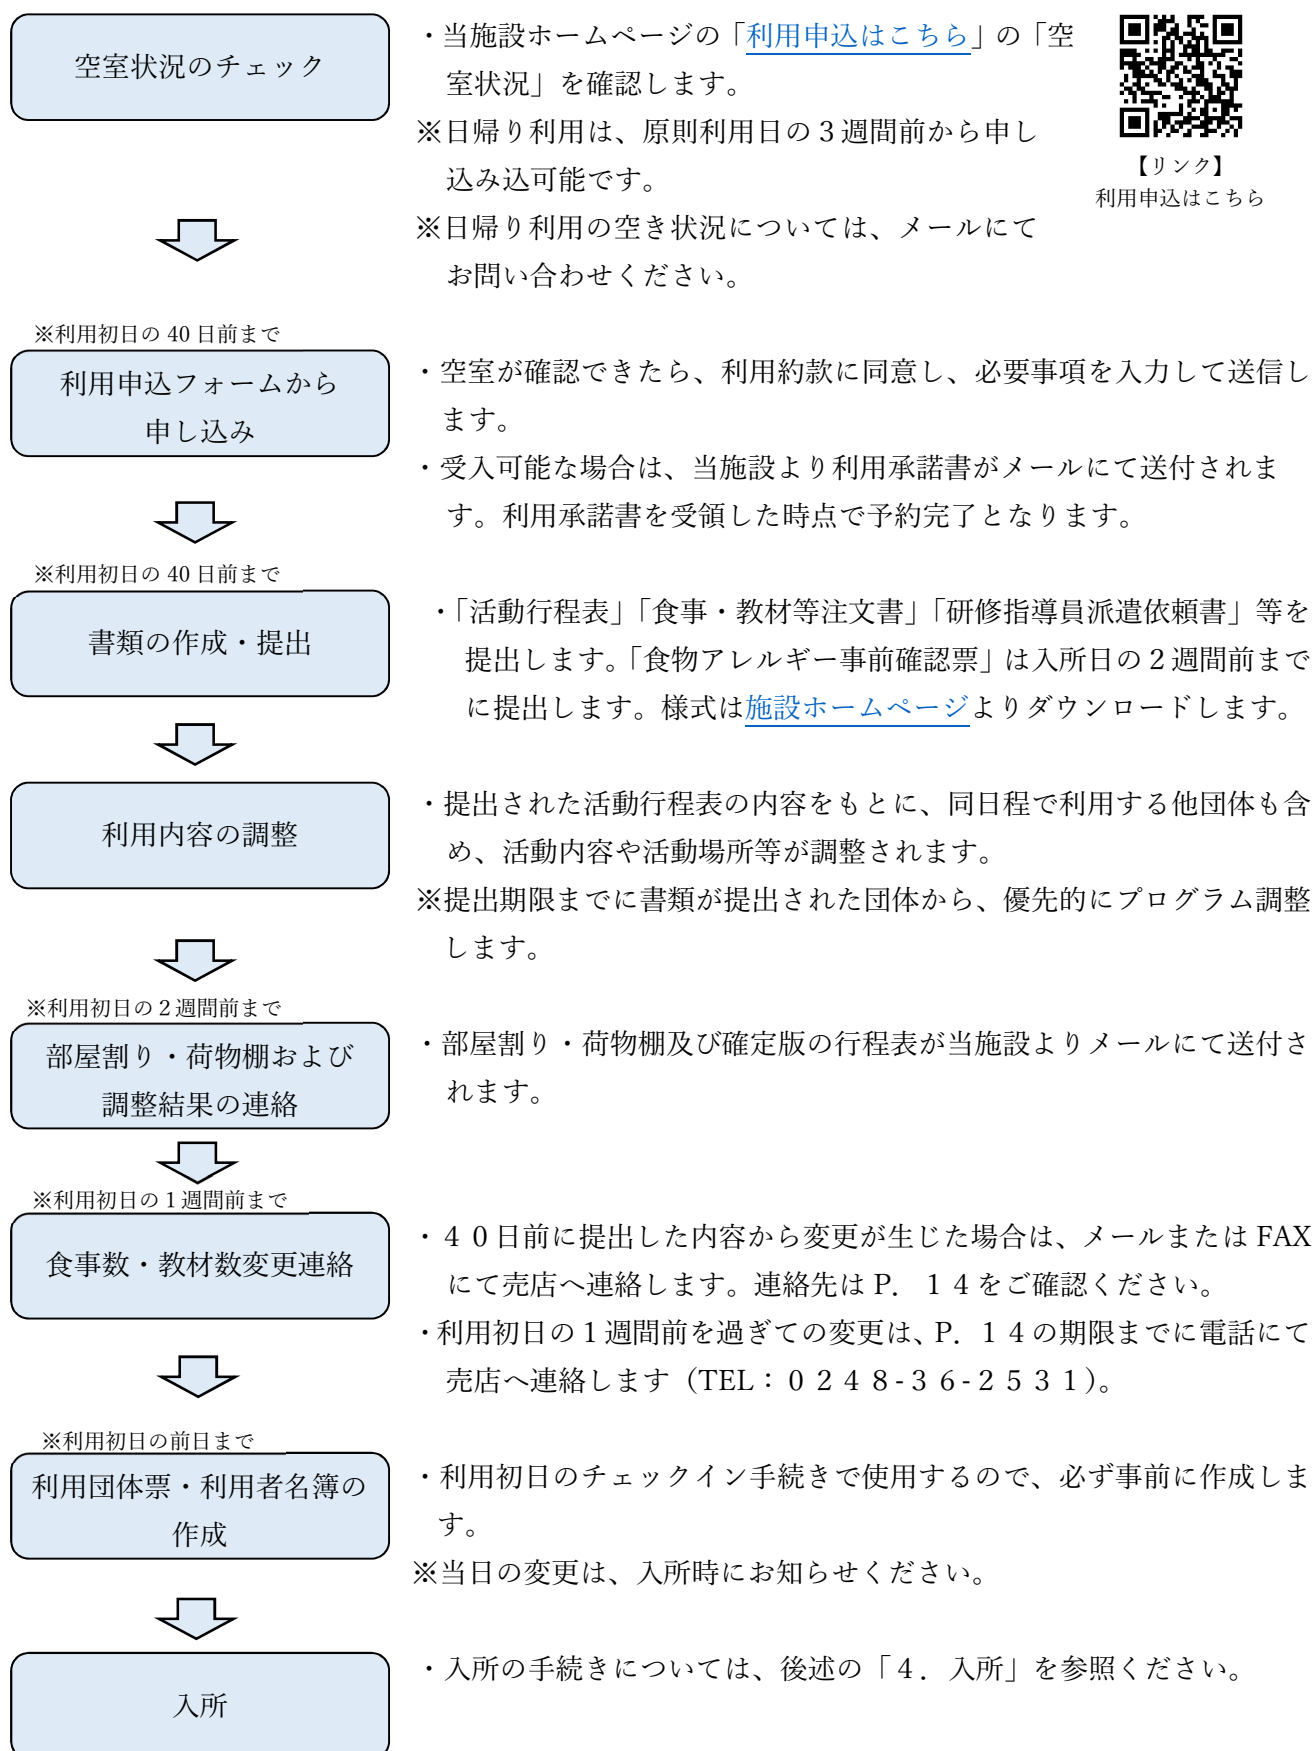 空室状況のチェック
・当施設ホームページの「利用申込はこちら」の「空
室状況」を確認します。
※日帰り利用は、原則利用日の３週間前から申し
込み込可能です。
※日帰り利用の空き状況については、メールにて
お問い合わせください。
【リンク】
利用申込はこちら
※利用初日の 40 日前まで
利用申込フォームから
申し込み
・空室が確認できたら、利用約款に同意し、必要事項を入力して送信し
ます。
・受入可能な場合は、当施設より利用承諾書がメールにて送付されま
す。利用承諾書を受領した時点で予約完了となります。
※利用初日の 40 日前まで
書類の作成・提出
・「活動行程表」「食事・教材等注文書」「研修指導員派遣依頼書」等を
提出します。「食物アレルギー事前確認票」は入所日の２週間前まで
に提出します。様式は施設ホームページよりダウンロードします。
利用内容の調整
・提出された活動行程表の内容をもとに、同日程で利用する他団体も含
め、活動内容や活動場所等が調整されます。
※提出期限までに書類が提出された団体から、優先的にプログラム調整
します。
※利用初日の２週間前まで
部屋割り・荷物棚および
調整結果の連絡
・部屋割り・荷物棚及び確定版の行程表が当施設よりメールにて送付さ
れます。
※利用初日の１週間前まで
食事数・教材数変更連絡
・４０日前に提出した内容から変更が生じた場合は、メールまたは FAX
にて売店へ連絡します。連絡先は P．１４をご確認ください。
・利用初日の１週間前を過ぎての変更は、P．１４の期限までに電話にて
売店へ連絡します（TEL：０２４８-３６-２５３１）。
※利用初日の前日まで
利用団体票・利用者名簿の
作成
・利用初日のチェックイン手続きで使用するので、必ず事前に作成しま
す。
※当日の変更は、入所時にお知らせください。
入所
・入所の手続きについては、後述の「４．入所」を参照ください。